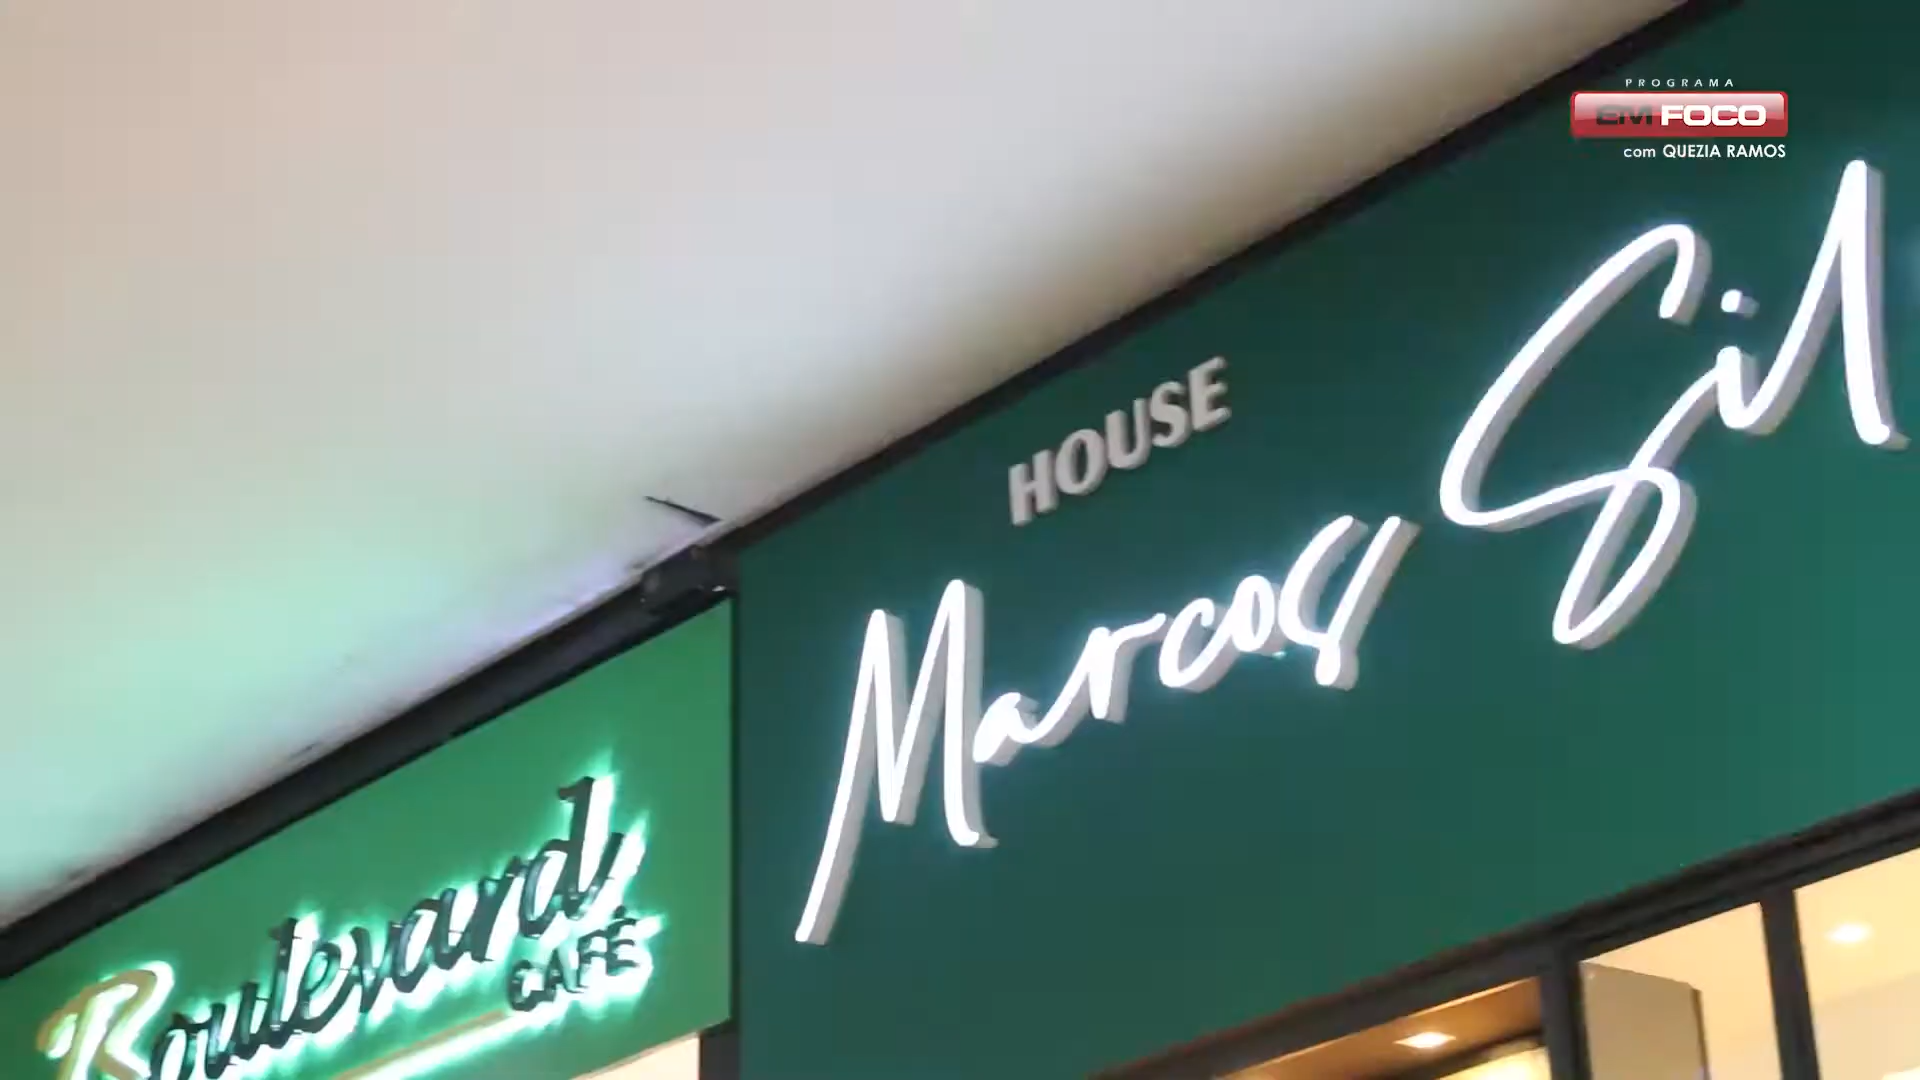 PROGRAMA
EM FOCO
com QUEZIA RAMOS
HOUSE
Marcos Gil
Boulevard
CAFÉ